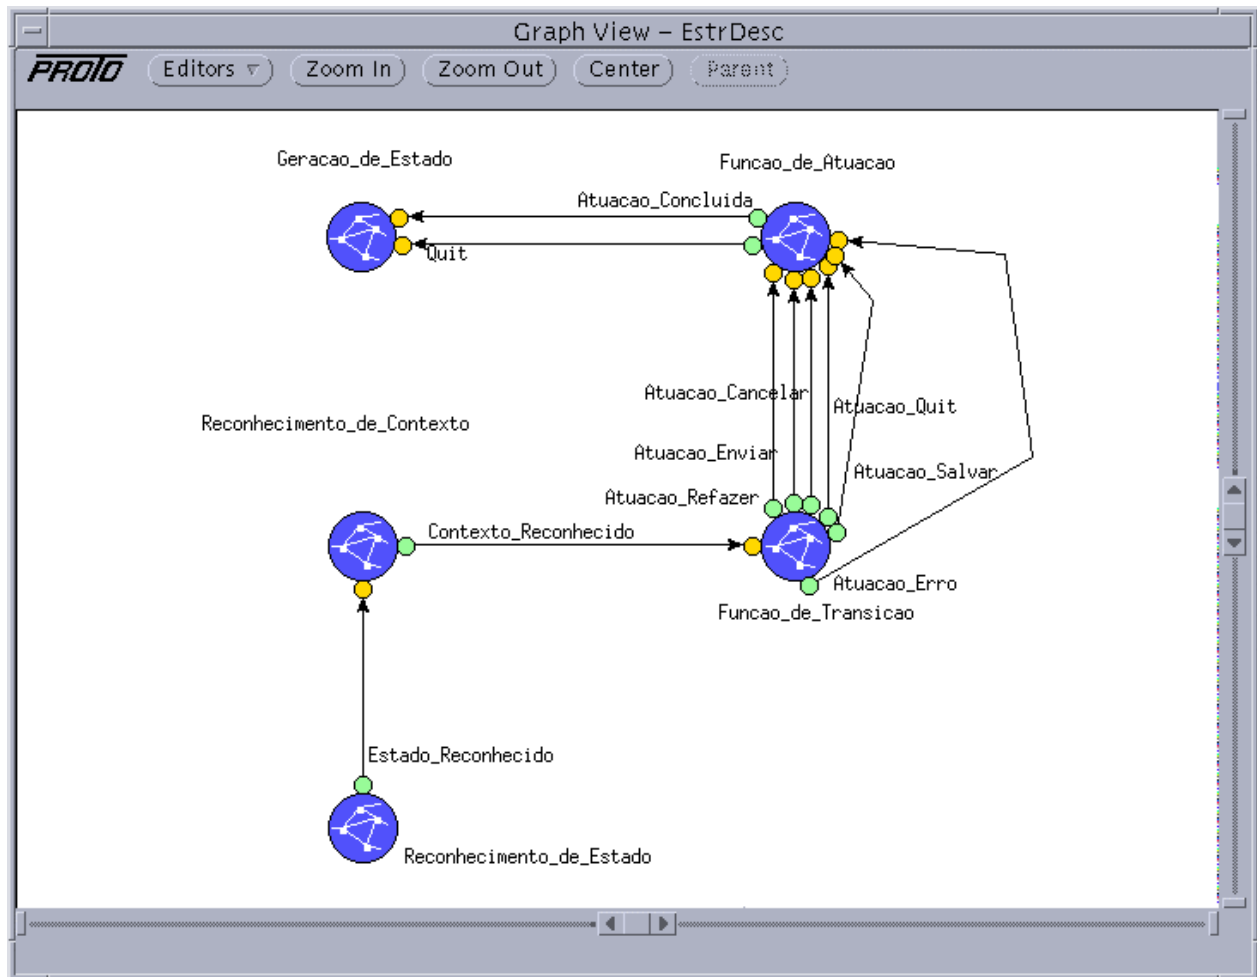 Graph View – EstrDesc
PROTO Editors Zoom In Zoom Out Center Parent
Geracao_de_Estado
Funcao_de_Atuacao
Atuacao_Concluida
Quit
Atuacao_Cancelar
Atuacao_Quit
Reconhecimento_de_Contexto
Atuacao_Enviar
Atuacao_Salvar
Atuacao_Refazer
Contexto_Reconhecido
Atuacao_Erro
Funcao_de_Transicao
Estado_Reconhecido
Reconhecimento_de_Estado